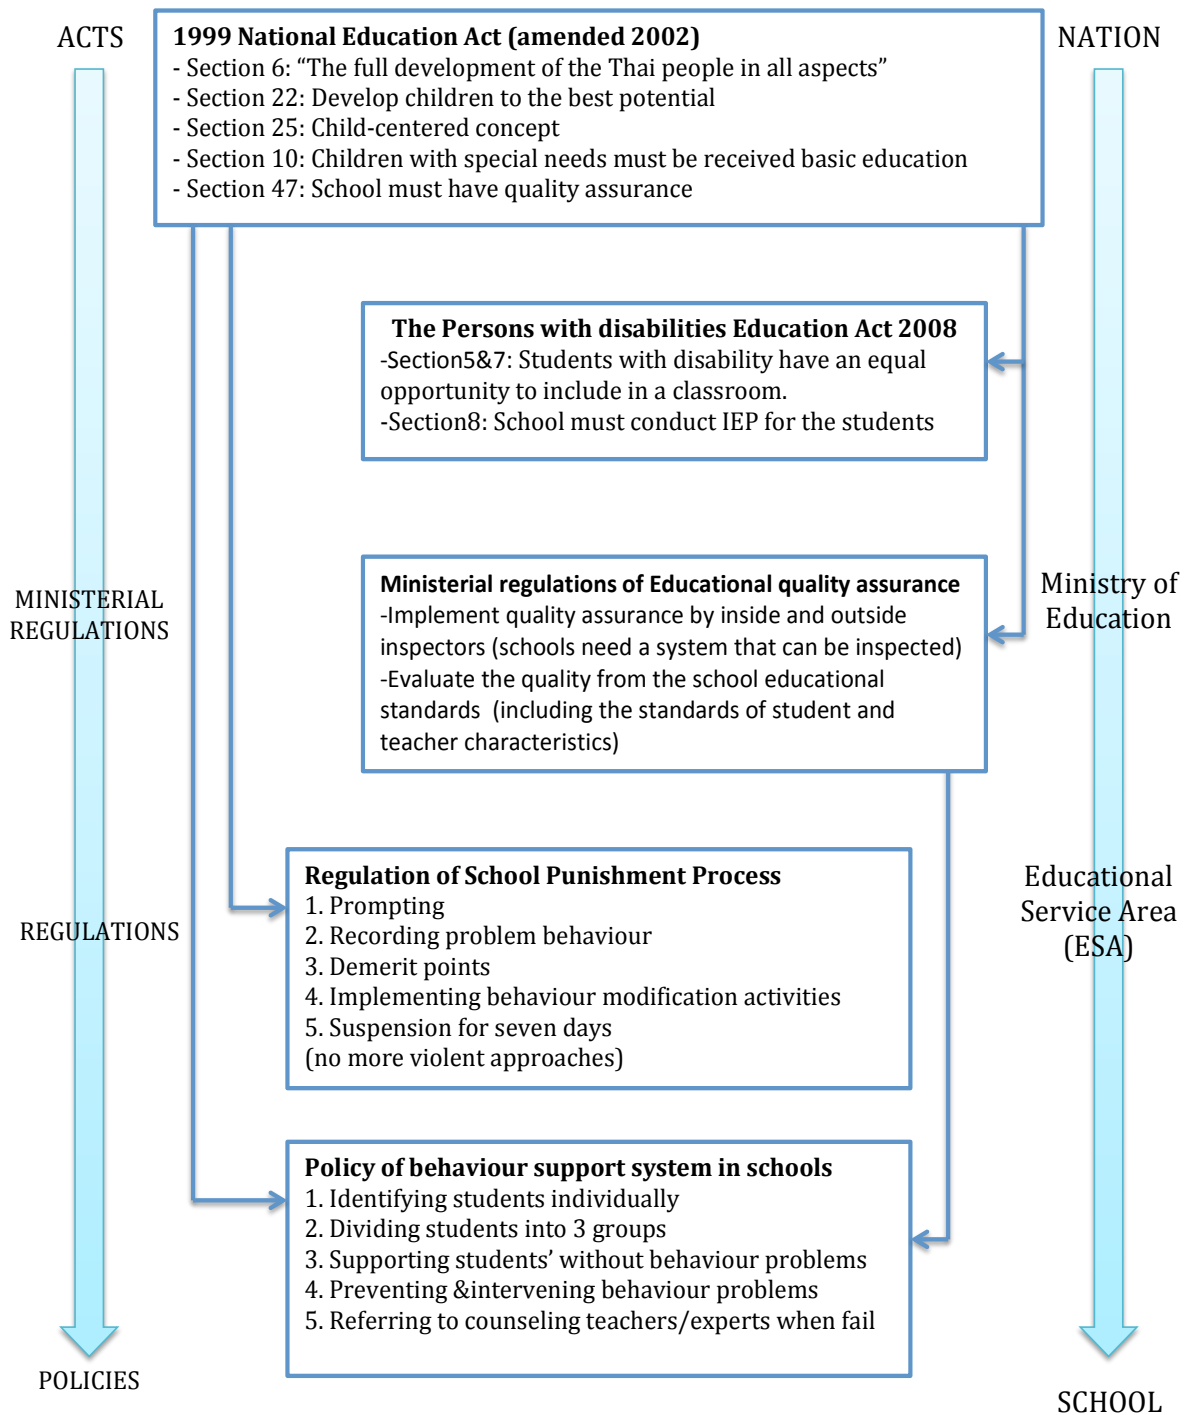 ACTS
NATION
1999 National Education Act (amended 2002)
- Section 6: “The full development of the Thai people in all aspects”
- Section 22: Develop children to the best potential
- Section 25: Child-centered concept
- Section 10: Children with special needs must be received basic education
- Section 47: School must have quality assurance
The Persons with disabilities Education Act 2008
-Section5&7: Students with disability have an equal
opportunity to include in a classroom.
-Section8: School must conduct IEP for the students
MINISTERIAL
REGULATIONS
Ministry of
Education
Ministerial regulations of Educational quality assurance
-Implement quality assurance by inside and outside
inspectors (schools need a system that can be inspected)
-Evaluate the quality from the school educational
standards  (including the standards of student and
teacher characteristics)
REGULATIONS
Educational
Service Area
(ESA)
Regulation of School Punishment Process
1. Prompting
2. Recording problem behaviour
3. Demerit points
4. Implementing behaviour modification activities
5. Suspension for seven days
(no more violent approaches)
Policy of behaviour support system in schools
1. Identifying students individually
2. Dividing students into 3 groups
3. Supporting students’ without behaviour problems
4. Preventing &intervening behaviour problems
5. Referring to counseling teachers/experts when fail
POLICIES
SCHOOL